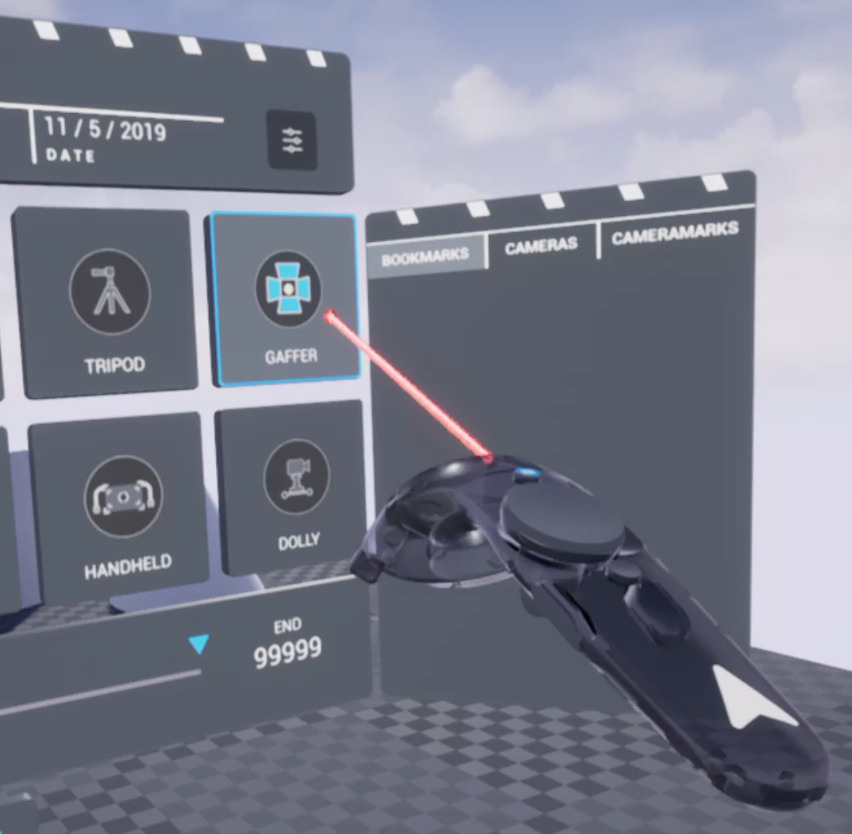 11 / 5 / 2019
DATE
TRIPOD
GAFFER
HANDHELD
DOLLY
END
99999
BOOKMARKS
CAMERAS
CAMERAMARKS